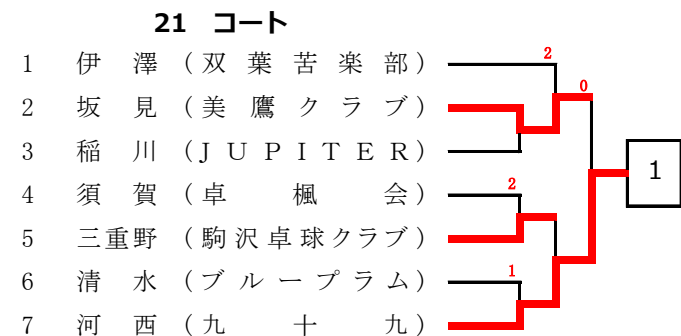 21 コート
1 伊澤 (双葉苦楽部) 2
2 坂見 (美鷹クラブ) 0
3 稲川 (JUPITER)
1
4 須賀 (卓楓会) 2
5 三重野 (駒沢卓球クラブ)
6 清水 (ブループラム) 1
7 河西 (九十九)